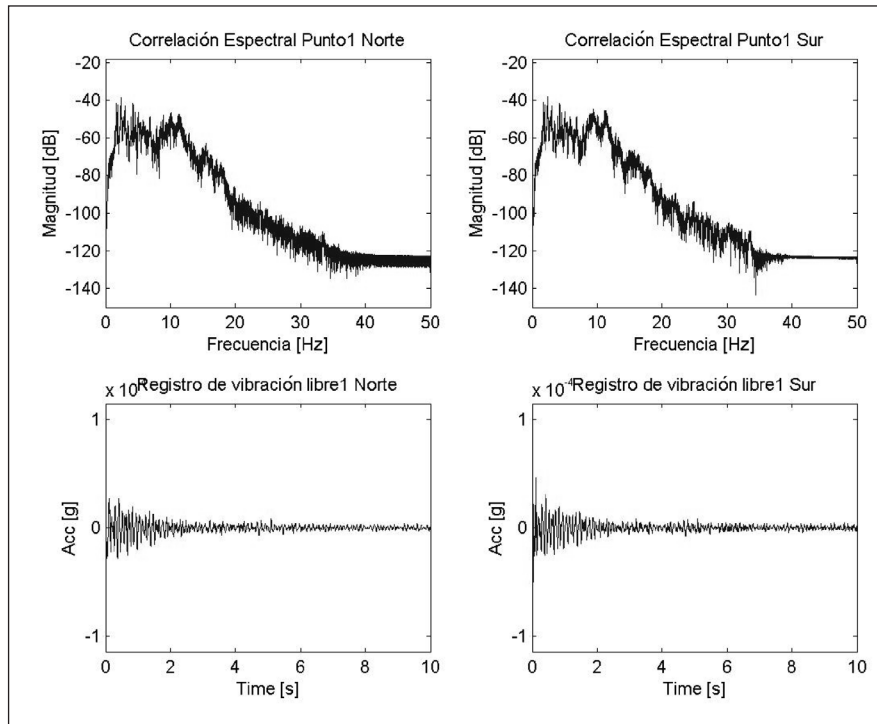 Correlación Espectral Punto1 Norte
-20
-40
-60
-80
-100
-120
-140
Magnitud [dB]
0 10 20 30 40 50
Frecuencia [Hz]
Correlación Espectral Punto1 Sur
-20
-40
-60
-80
-100
-120
-140
Magnitud [dB]
0 10 20 30 40 50
Frecuencia [Hz]
x 10
Registro de vibración libre1 Norte
1
0
-1
Acc [g]
0 2 4 6 8 10
Time [s]
x 10-4
Registro de vibración libre1 Sur
1
0
-1
Acc [g]
0 2 4 6 8 10
Time [s]